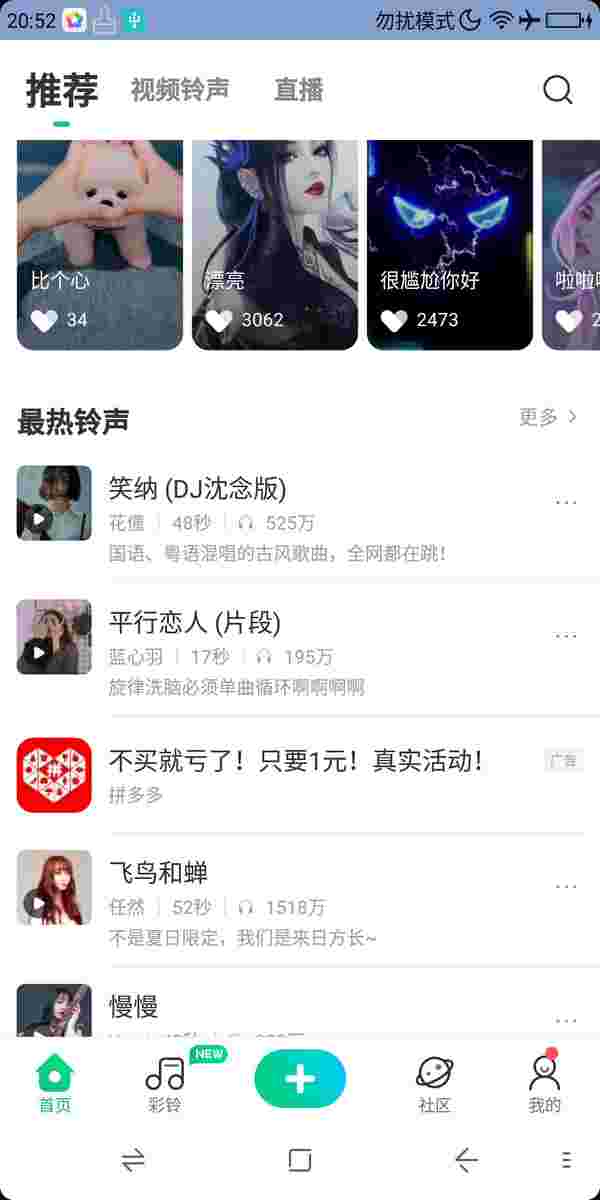 20:52
勿扰模式
推荐
视频铃声
直播
比个心
34
漂亮
3062
很尴尬你好
2473
最热铃声
更多
笑纳 (DJ沈念版)
花僮 48秒 525万
国语、粤语混唱的古风歌曲，全网都在跳！
平行恋人 (片段)
蓝心羽 17秒 195万
旋律洗脑必须单曲循环啊啊啊啊
不买就亏了！只要1元！真实活动！
广告
拼多多
拼
飞鸟和蝉
任然 52秒 1518万
不是夏日限定，我们是来日方长~
慢慢
NEW
首页
彩铃
社区
我的